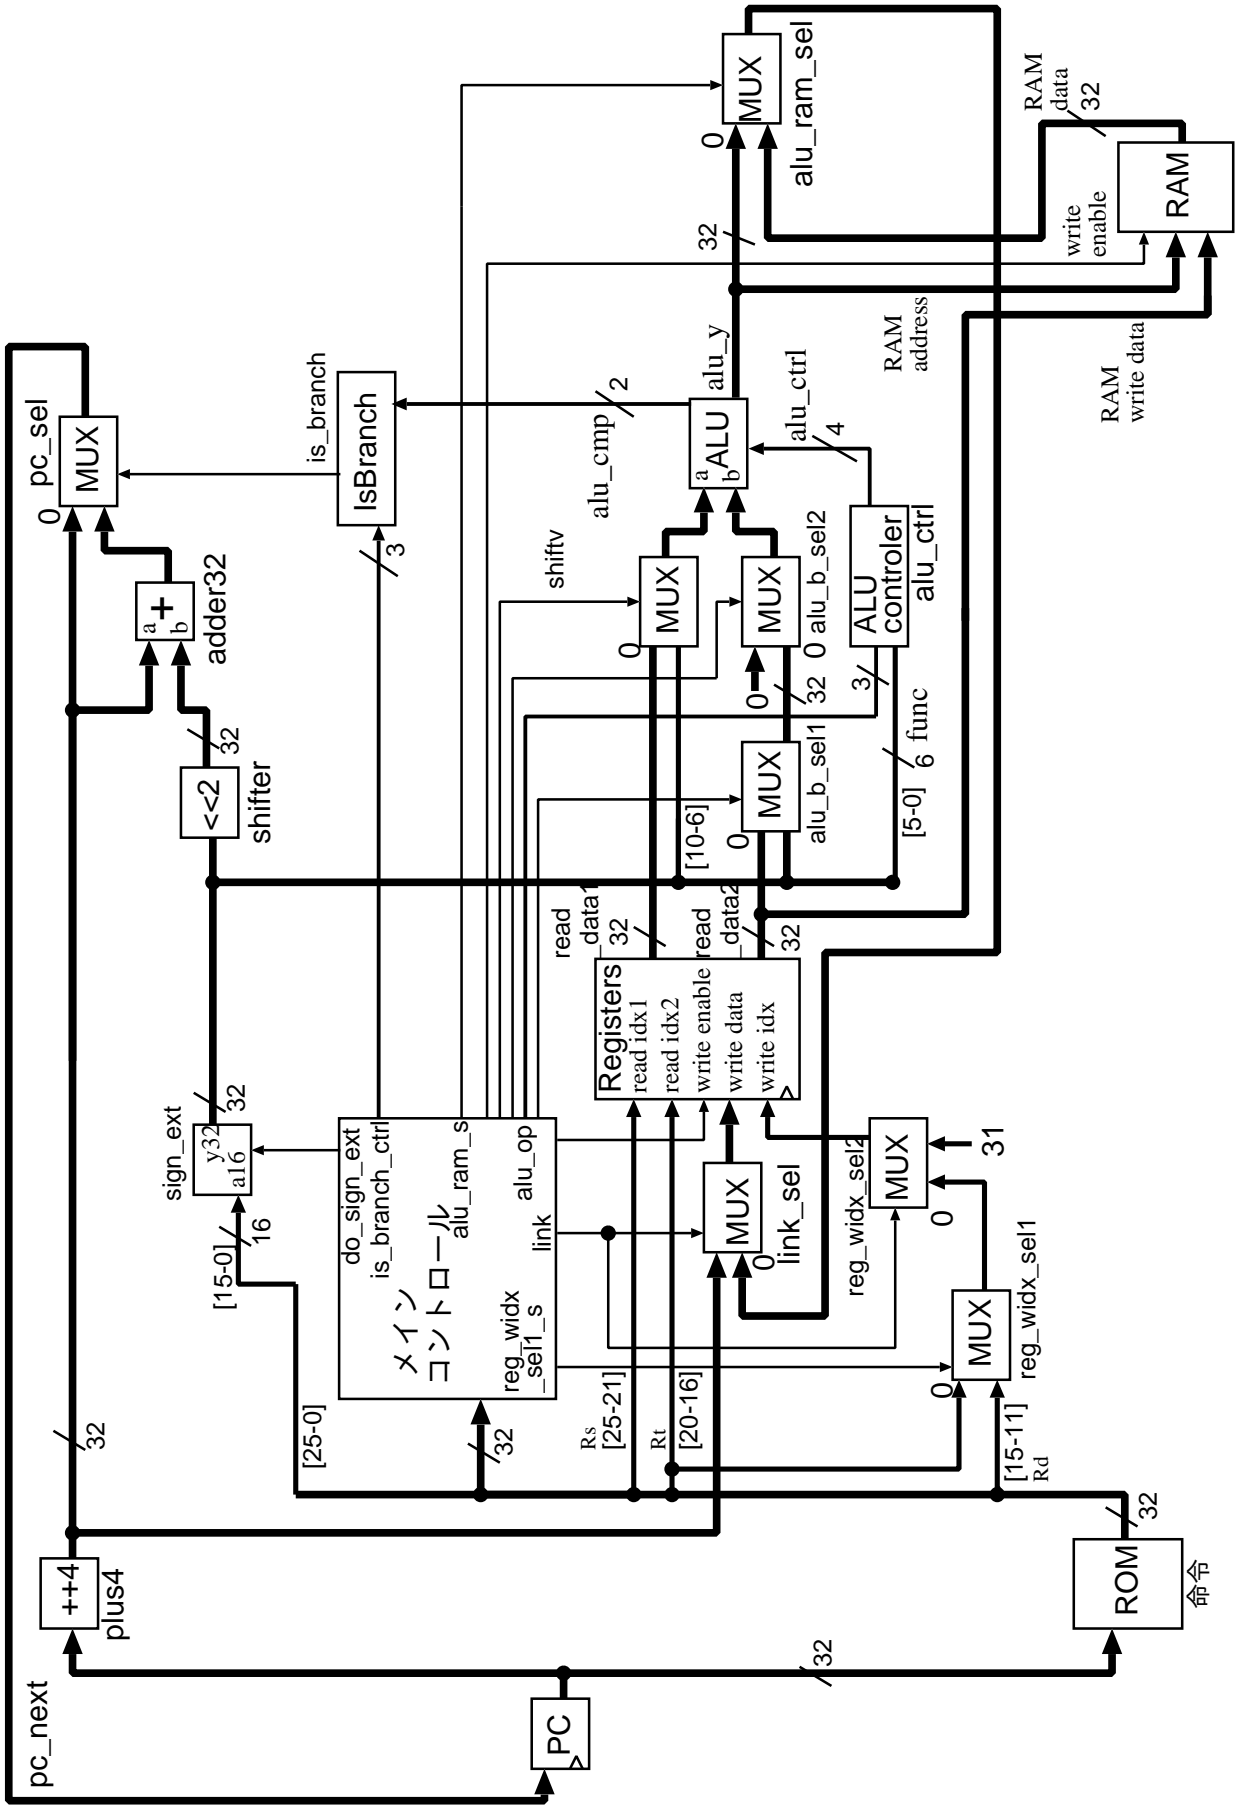 pc_next
PC
32
++4
plus4
32
ROM
命令
32
[25-0]
[15-0]
16
sign_ext
a16
y32
32
32
メイン
コントロール
do_sign_ext
is_branch_ctrl
alu_ram_s
alu_op
link
reg_widx
_sel1_s
Rs
[25-21]
Rt
[20-16]
[15-11]
Rd
0
MUX
reg_widx_sel1
0
31
MUX
reg_widx_sel2
0
MUX
link_sel
Registers
read idx1
read idx2
write enable
write data
write idx
read
_data1
32
read
_data2
32
<<2
shifter
32
a
b
+
adder32
0
MUX
pc_sel
[10-6]
[5-0]
6
func
3
0
MUX
alu_b_sel1
32
0
0
MUX
alu_b_sel2
0
MUX
shiftv
ALU
controler
alu_ctrl
alu_ctrl
4
a
b
ALU
alu_y
alu_cmp
2
3
IsBranch
is_branch
32
0
MUX
alu_ram_sel
RAM
address
RAM
write data
write
enable
RAM
RAM
data
32